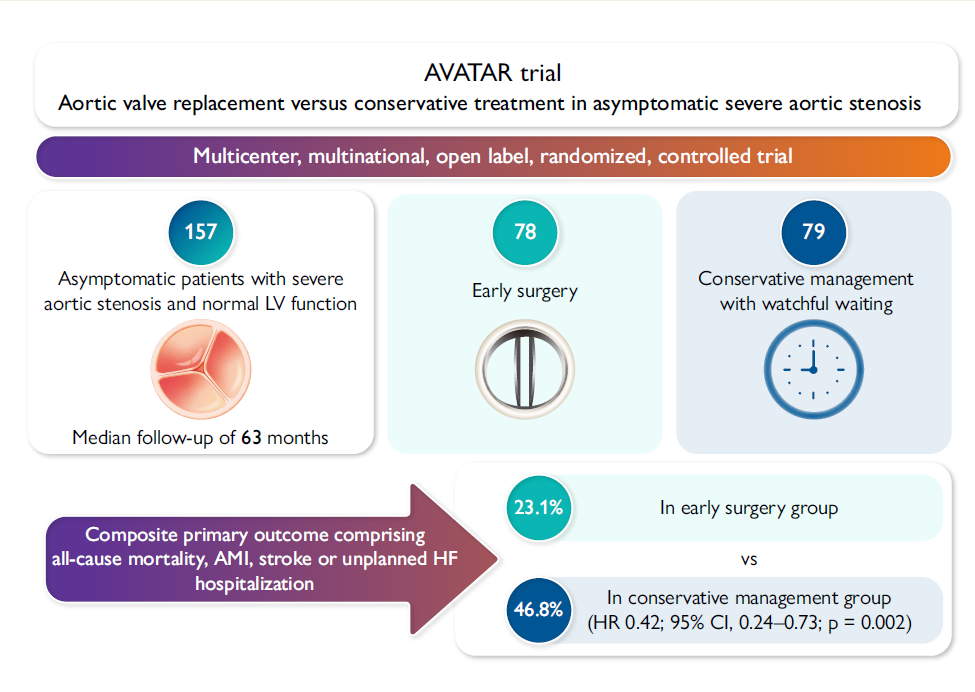 AVATAR trial
Aortic valve replacement versus conservative treatment in asymptomatic severe aortic stenosis
Multicenter, multinational, open label, randomized, controlled trial
157
Asymptomatic patients with severe
aortic stenosis and normal LV function
Median follow-up of 63 months
78
Early surgery
79
Conservative management
with watchful waiting
Composite primary outcome comprising
all-cause mortality, AMI, stroke or unplanned HF
hospitalization
23.1%
In early surgery group
vs
46.8%
In conservative management group
(HR 0.42; 95% CI, 0.24–0.73; p = 0.002)